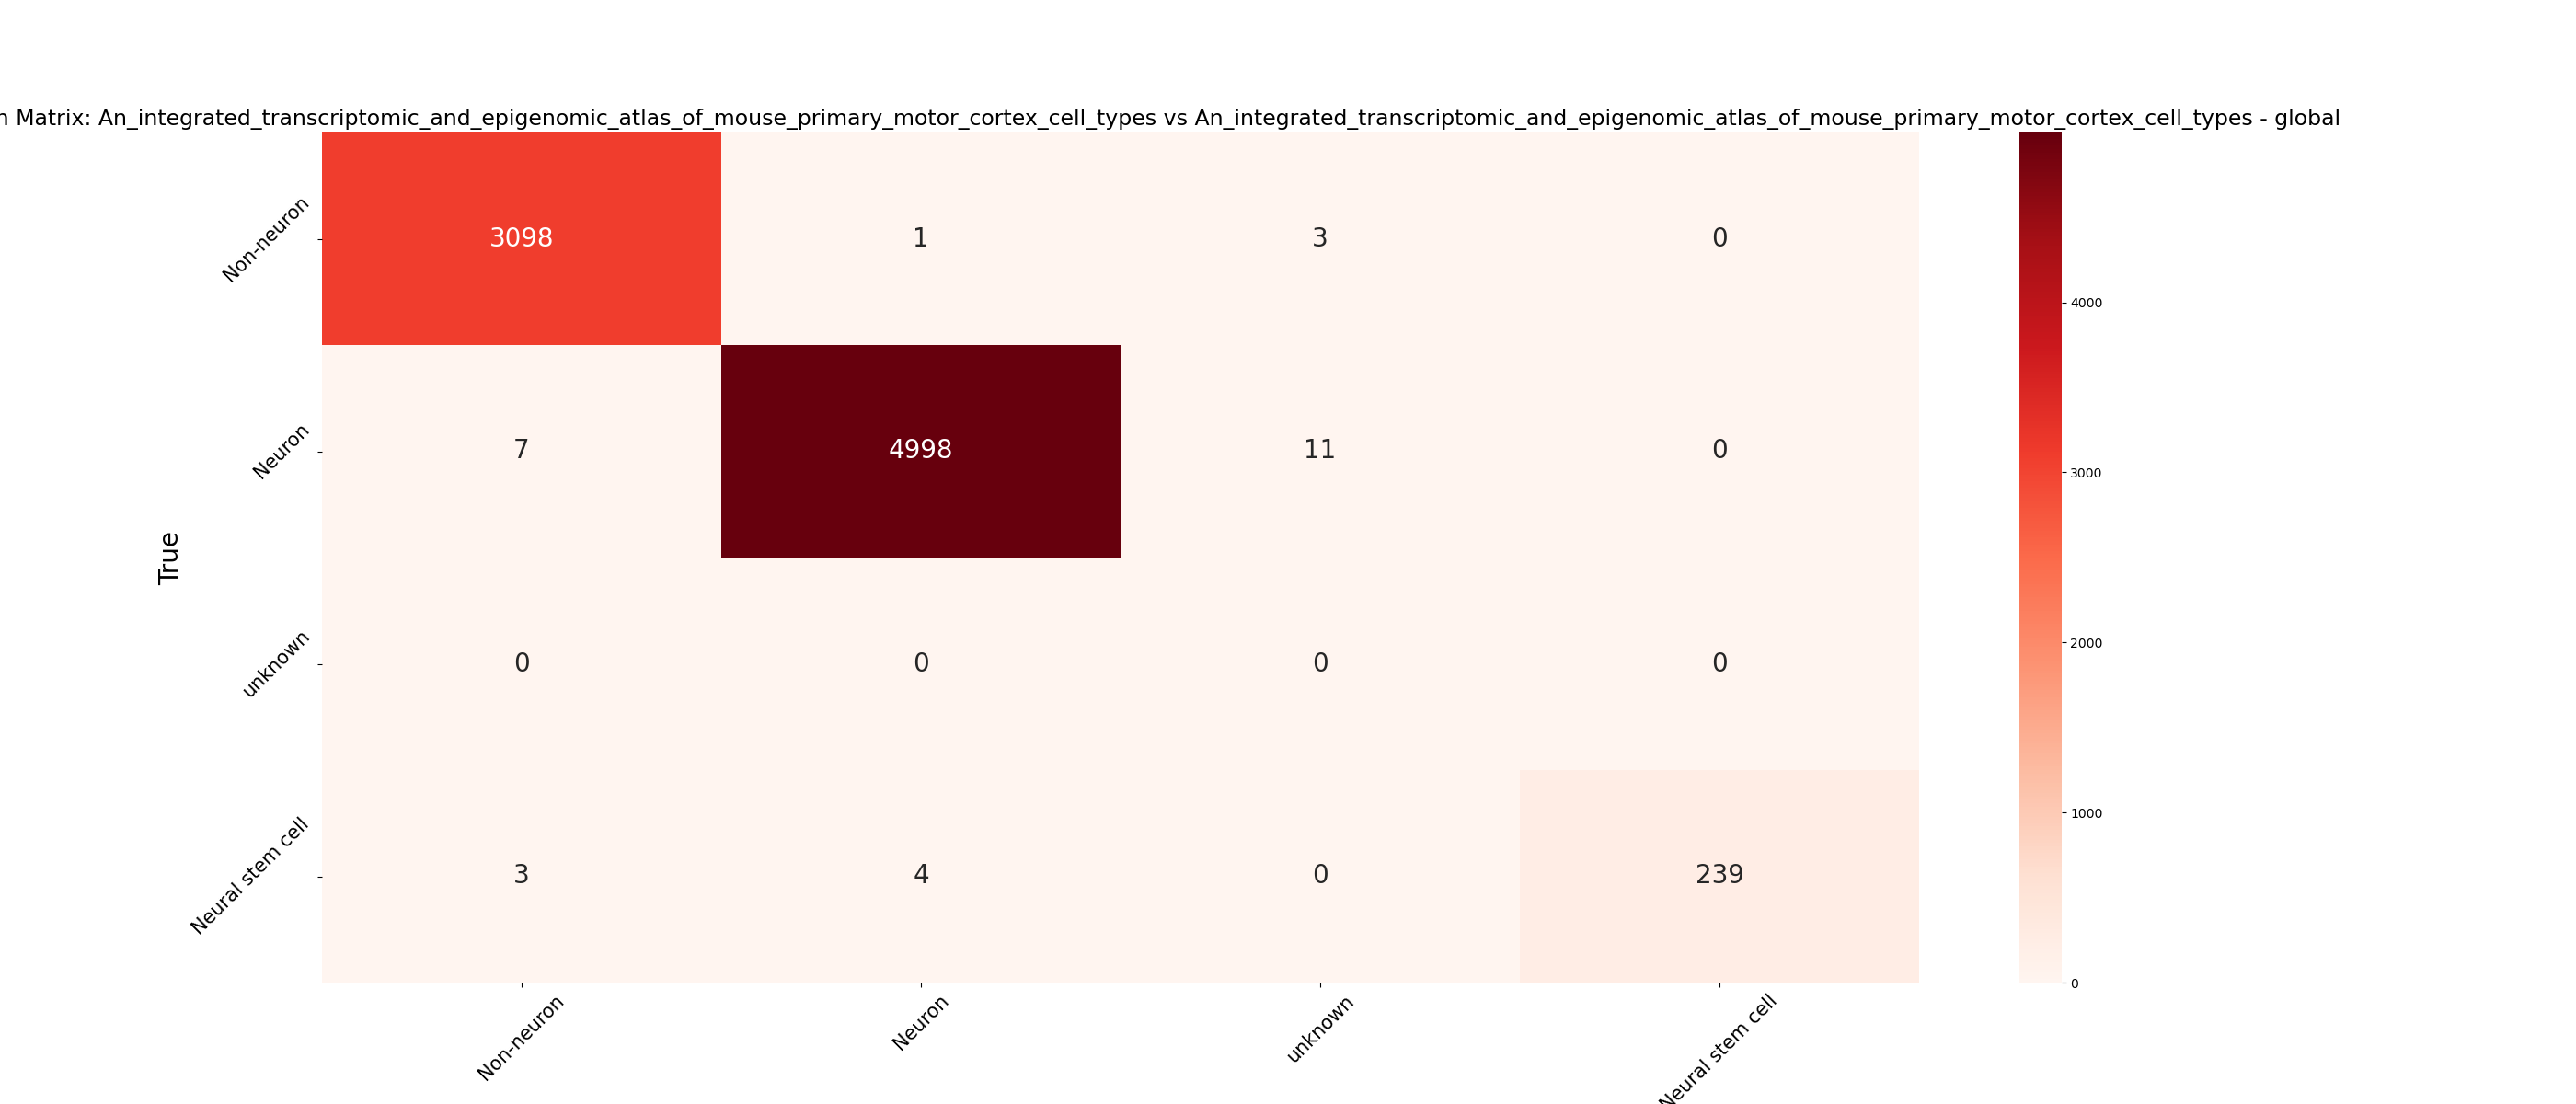 n Matrix: An_integrated_transcriptomic_and_epigenomic_atlas_of_mouse_primary_motor_cortex_cell_types vs An_integrated_transcriptomic_and_epigenomic_atlas_of_mouse_primary_motor_cortex_cell_types - global
Non-neuron
3098 1 3 0
Neuron
7 4998 11 0
True
unknown
0 0 0 0
Neural stem cell
3 4 0 239
Non-neuron
Neuron
unknown
Neural stem cell
4000
3000
2000
1000
0